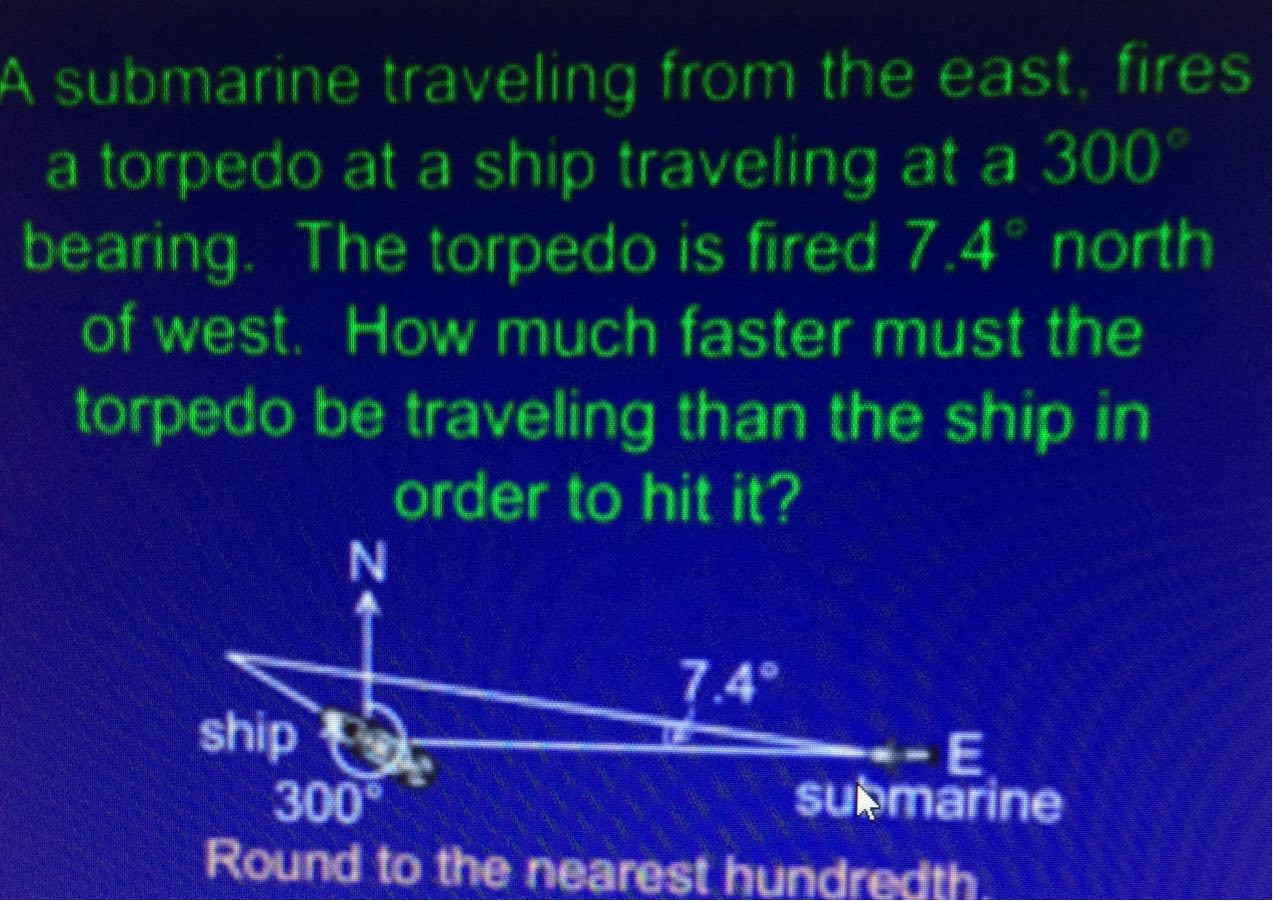 A submarine traveling from the east, fires
a torpedo at a ship traveling at a 300°
bearing. The torpedo is fired 7.4° north
of west. How much faster must the
torpedo be traveling than the ship in
order to hit it?
N
7.4°
ship
E
300°
submarine
Round to the nearest hundredth.